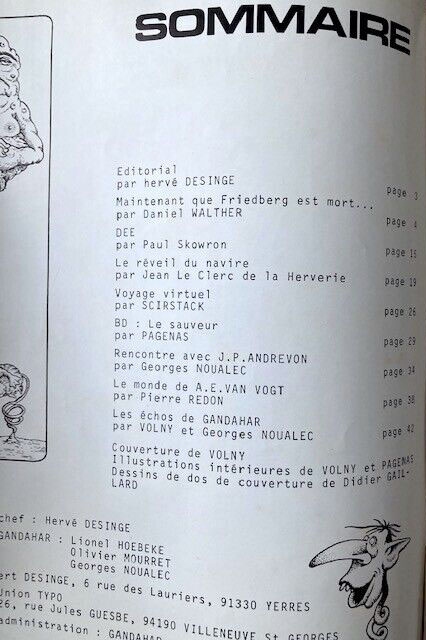 SOMMAIRE
Editorial
par hervé DESINGE page 3
Maintenant que Friedberg est mort...
par Daniel WALTHER page 4
DEE
par Paul Skowron page 15
Le réveil du navire
par Jean Le Clerc de la Herverie page 19
Voyage virtuel
par SCIRSTACK page 26
BD : Le sauveur
par PAGENAS page 29
Rencontre avec J.P.ANDREVON
par Georges NOUALEC page 34
Le monde de A.E.VAN VOGT
par Pierre REDON page 38
Les échos de GANDAHAR
par VOLNY et Georges NOUALEC page 42
Couverture de VOLNY
Illustrations intérieures de VOLNY et PAGENAS
Dessins de dos de couverture de Didier GAIL-
LARD
chef : Hervé DESINGE
GANDAHAR : Lionel HOEBEKE
Olivier MOURRET
Georges NOUALEC
ert DESINGE, 6 rue des Lauriers, 91330 YERRES
Union TYPO
26, rue Jules GUESBE, 94190 VILLENEUVE St GEORGES
administration : GANDAHAR